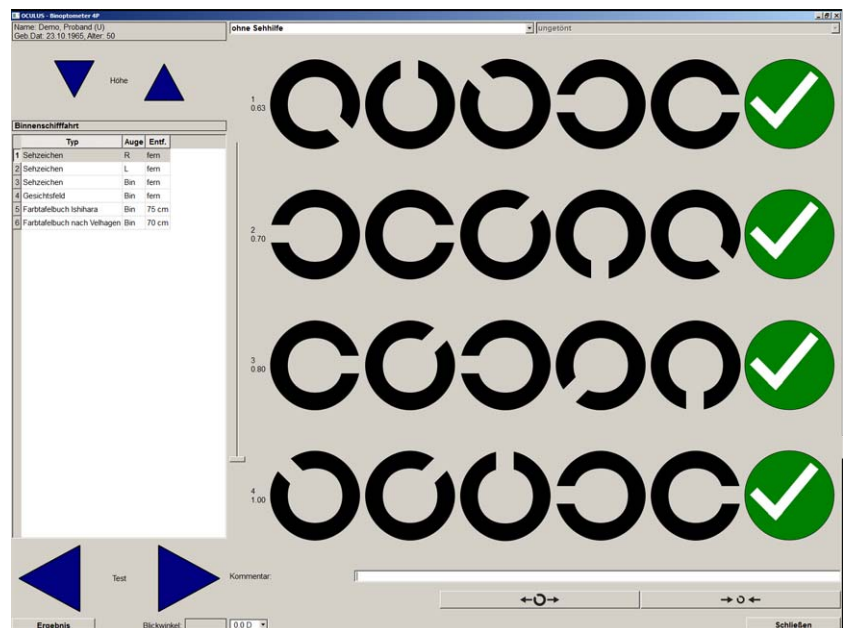 OCULUS - Binoptometer 4P
Name: Demo, Proband (U)
Geb.Dat: 23.10.1965, Alter: 50
ohne Sehhilfe
ungetönt
Höhe
Binnenschifffahrt
Typ Auge Entf.
1 Sehzeichen R fern
2 Sehzeichen L fern
3 Sehzeichen Bin fern
4 Gesichtsfeld Bin fern
5 Farbtafelbuch Ishihara Bin 75 cm
6 Farbtafelbuch nach Velhagen Bin 70 cm
1
0.63
2
0.70
3
0.80
4
1.00
Test
Kommentar:
Ergebnis
Blickwinkel:
0.0 D
Schließen